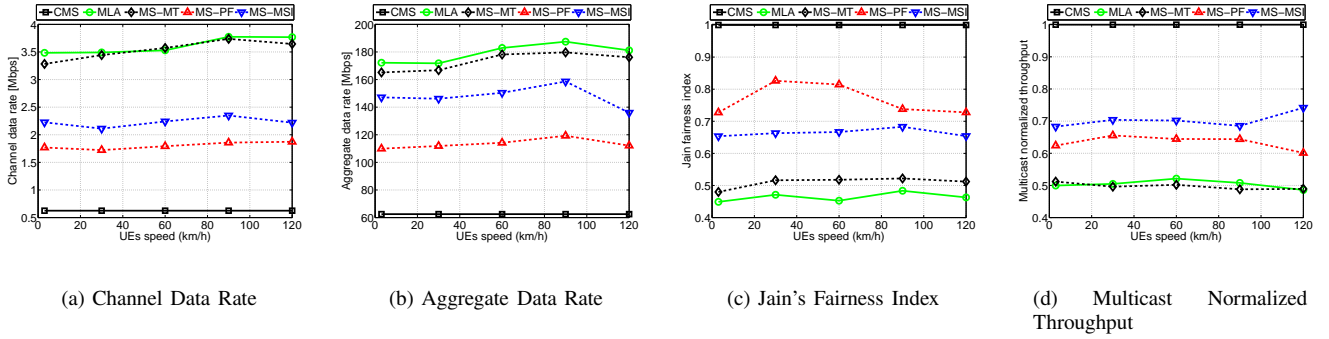 CMS MLA MS−MT MS−PF MS−MSI
4
3.5
3
2.5
2
1.5
1
0.5
0 20 40 60 80 100 120
Channel data rate [Mbps]
UEs speed (km/h)
(a) Channel Data Rate
CMS MLA MS−MT MS−PF MS−MSI
200
180
160
140
120
100
80
60
0 20 40 60 80 100 120
Aggregate data rate [Mbps]
UEs speed (km/h)
(b) Aggregate Data Rate
CMS MLA MS−MT MS−PF MS−MSI
1
0.9
0.8
0.7
0.6
0.5
0.4
0 20 40 60 80 100 120
Jain fairness index
UEs speed (km/h)
(c) Jain's Fairness Index
CMS MLA MS−MT MS−PF MS−MSI
1
0.9
0.8
0.7
0.6
0.5
0.4
0 20 40 60 80 100 120
Multicast normalized throughput
UEs speed (km/h)
(d) Multicast Normalized
Throughput